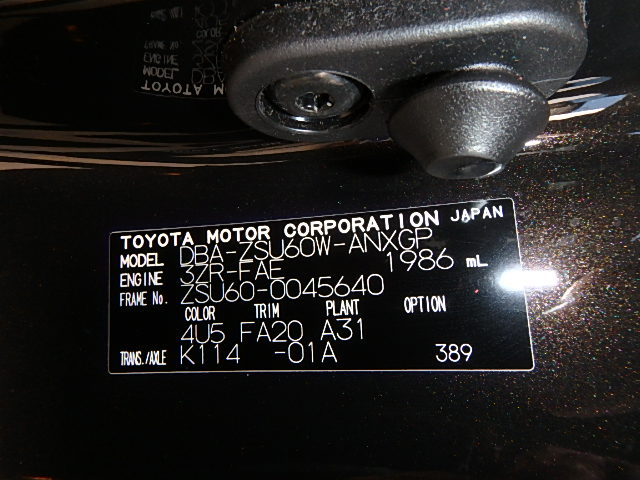 TOYOTA MOTOR CORPORATION JAPAN
MODEL DBA-ZSU60W-ANXGP
ENGINE 3ZR-FAE 1986 mL
FRAME No. ZSU60-0045640
COLOR TRIM PLANT OPTION
4U5 FA20 A31
TRANS./AXLE K114 -01A 389